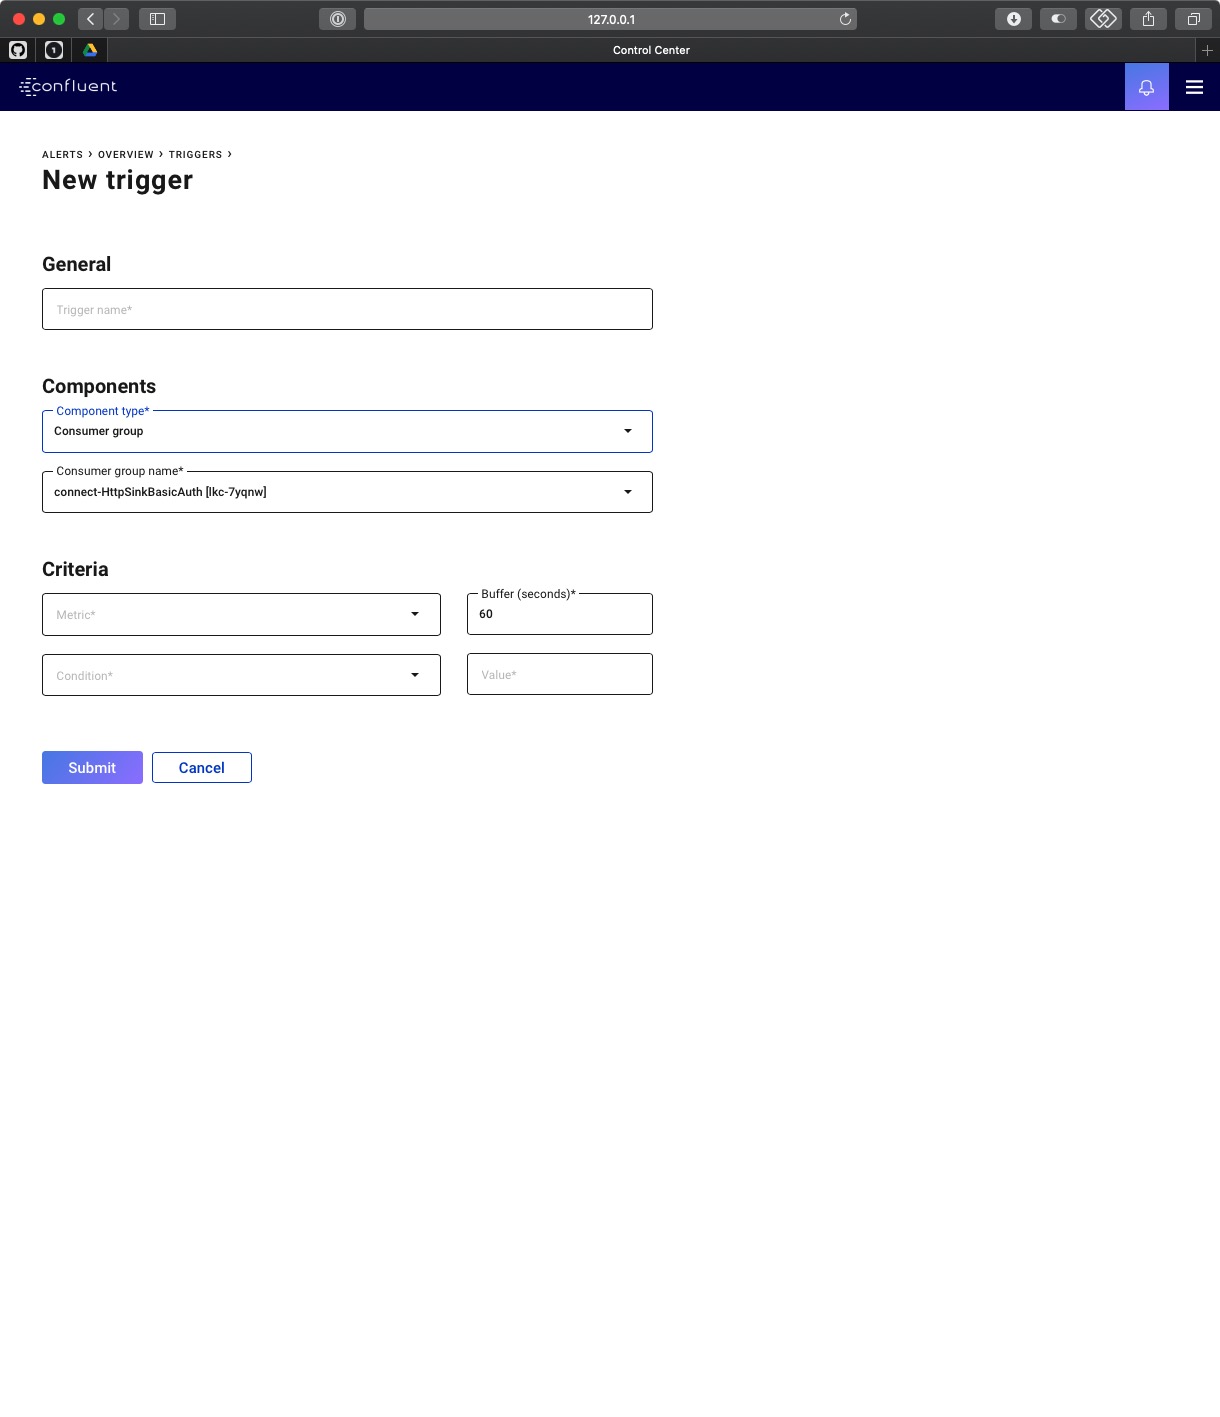 127.0.0.1
1
Control Center
confluent
ALERTS › OVERVIEW › TRIGGERS ›
New trigger
General
Trigger name*
Components
Component type*
Consumer group
Consumer group name*
connect-HttpSinkBasicAuth [lkc-7yqnw]
Criteria
Metric*
Buffer (seconds)*
60
Condition*
Value*
Submit
Cancel